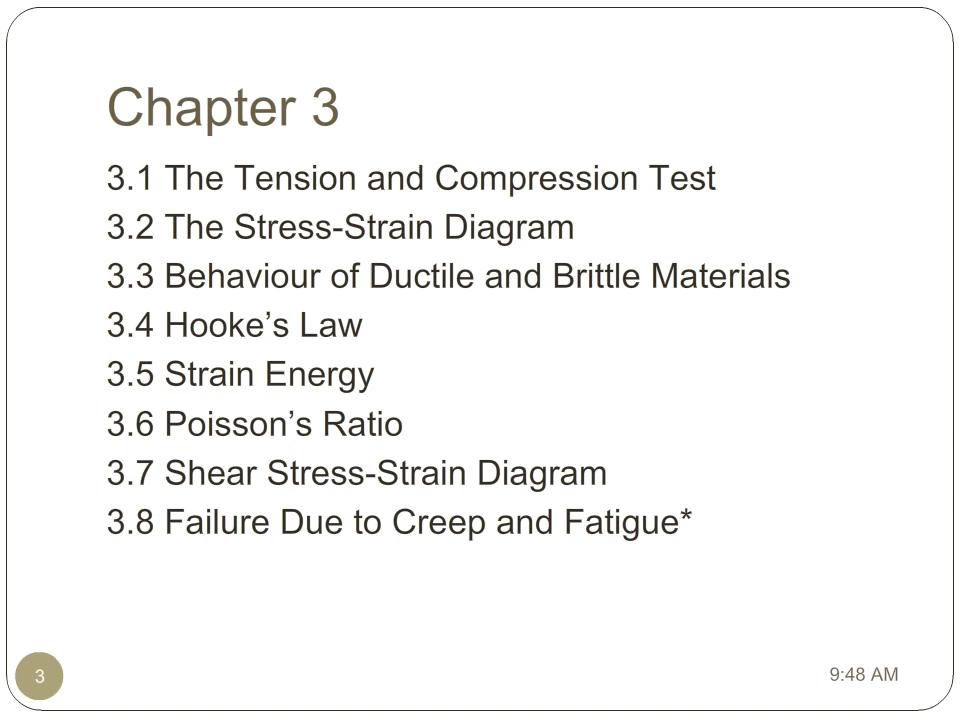 Chapter 3
3.1 The Tension and Compression Test
3.2 The Stress-Strain Diagram
3.3 Behaviour of Ductile and Brittle Materials
3.4 Hooke’s Law
3.5 Strain Energy
3.6 Poisson’s Ratio
3.7 Shear Stress-Strain Diagram
3.8 Failure Due to Creep and Fatigue*
3
9:48 AM